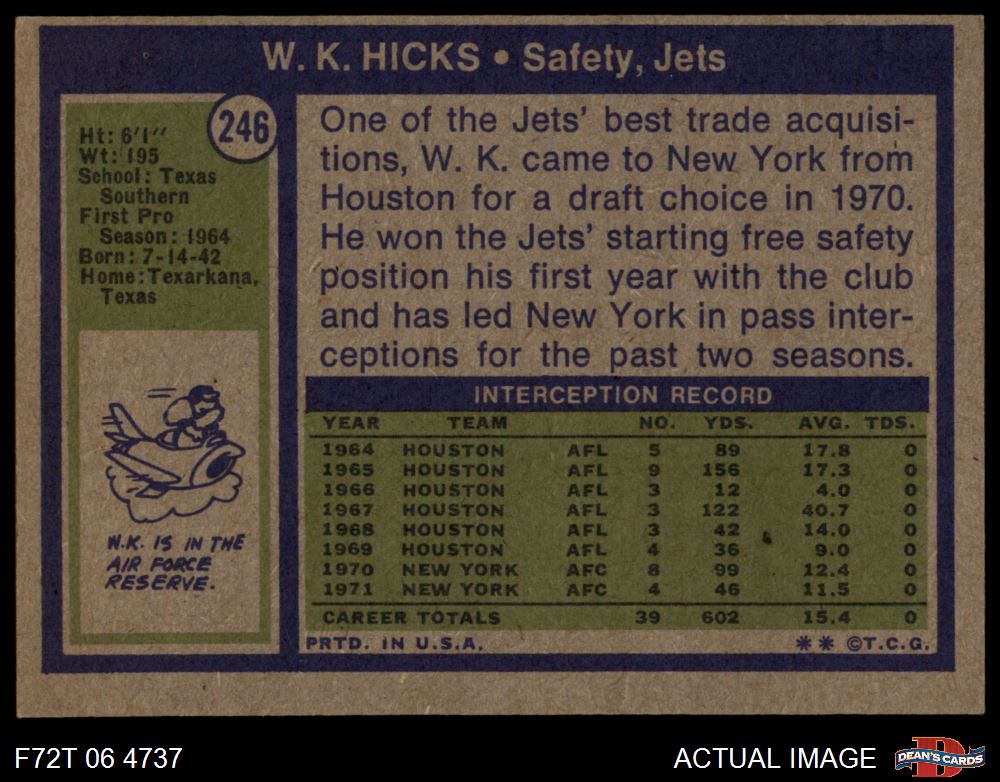 W. K. HICKS • Safety, Jets
246
Ht: 6'1"
Wt: 195
School: Texas
Southern
First Pro
Season: 1964
Born: 7-14-42
Home: Texarkana,
Texas
W.K. IS IN THE
AIR FORCE
RESERVE.
One of the Jets' best trade acquisi-
tions, W. K. came to New York from
Houston for a draft choice in 1970.
He won the Jets' starting free safety
position his first year with the club
and has led New York in pass inter-
ceptions for the past two seasons.
INTERCEPTION RECORD
YEAR TEAM NO. YDS. AVG. TDS.
1964 HOUSTON AFL 5 89 17.8 0
1965 HOUSTON AFL 9 156 17.3 0
1966 HOUSTON AFL 3 12 4.0 0
1967 HOUSTON AFL 3 122 40.7 0
1968 HOUSTON AFL 3 42 14.0 0
1969 HOUSTON AFL 4 36 9.0 0
1970 NEW YORK AFC 8 99 12.4 0
1971 NEW YORK AFC 4 46 11.5 0
CAREER TOTALS 39 602 15.4 0
PRTD. IN U.S.A. ** ©T.C.G.
F72T 06 4737
ACTUAL IMAGE
D
DEAN'S CARDS